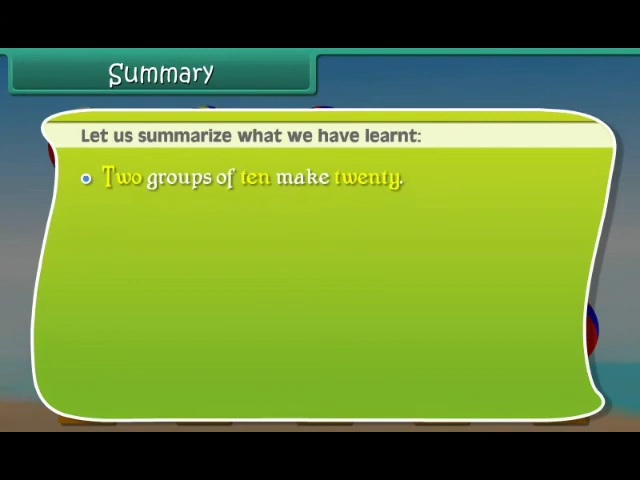 Summary
Let us summarize what we have learnt:
Two groups of ten make twenty.